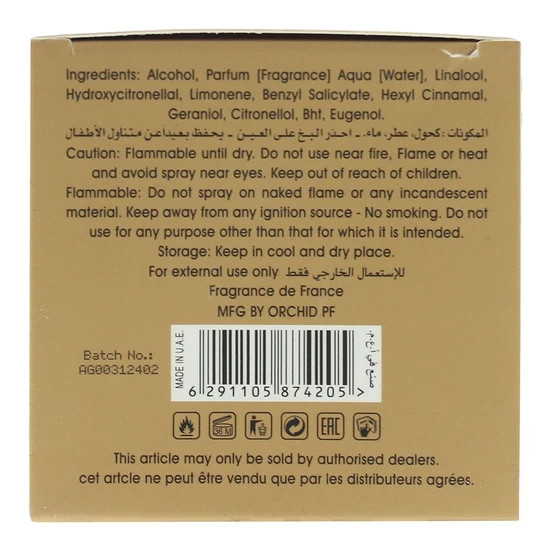 Ingredients: Alcohol, Parfum [Fragrance] Aqua [Water], Linalool,
Hydroxycitronellal, Limonene, Benzyl Salicylate, Hexyl Cinnamal,
Geraniol, Citronellol, Bht, Eugenol.
المكونات: كحول، عطر، ماء. - احذر البخ على العين - يحفظ بعيداً عن متناول الأطفال
Caution: Flammable until dry. Do not use near fire, Flame or heat
and avoid spray near eyes. Keep out of reach of children.
Flammable: Do not spray on naked flame or any incandescent
material. Keep away from any ignition source - No smoking. Do not
use for any purpose other than that for which it is intended.
Storage: Keep in cool and dry place.
For external use only للإستعمال الخارجي فقط
Fragrance de France
MFG BY ORCHID PF
Batch No.:
AG00312402
MADE IN U.A.E.
صنع في أ.ع.م.
6 291105 874205 >
36 M
EAC
This article may only be sold by authorised dealers.
cet artcle ne peut être vendu que par les distributeurs agrées.